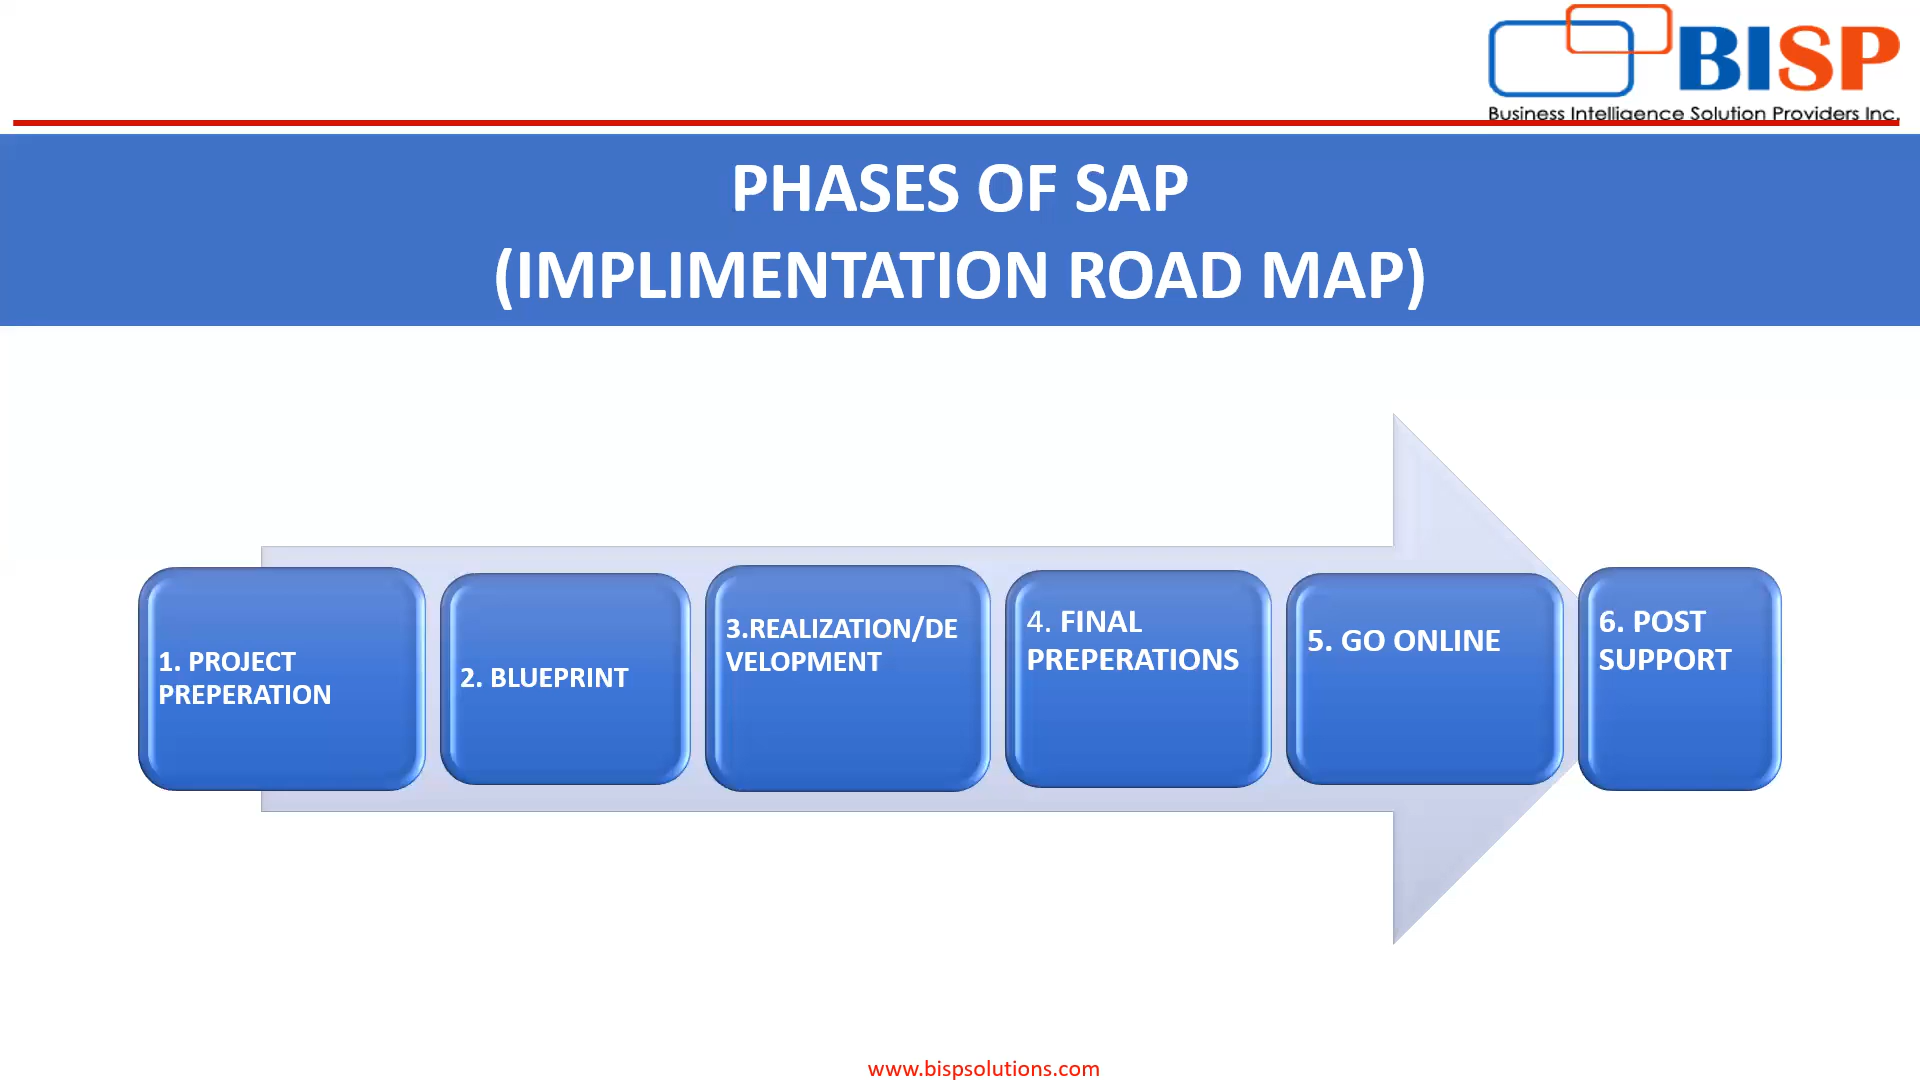 BISP
Business Intelligence Solution Providers Inc.
PHASES OF SAP
(IMPLIMENTATION ROAD MAP)
1. PROJECT
PREPERATION
2. BLUEPRINT
3.REALIZATION/DE
VELOPMENT
4. FINAL
PREPERATIONS
5. GO ONLINE
6. POST
SUPPORT
www.bispsolutions.com